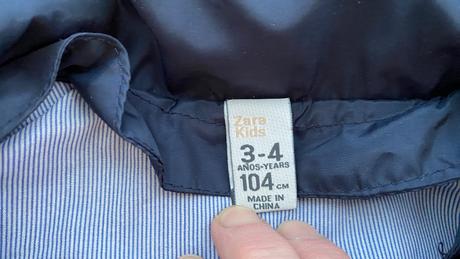 Zara
Kids
3-4
AÑOS-YEARS
104 CM
MADE IN
CHINA